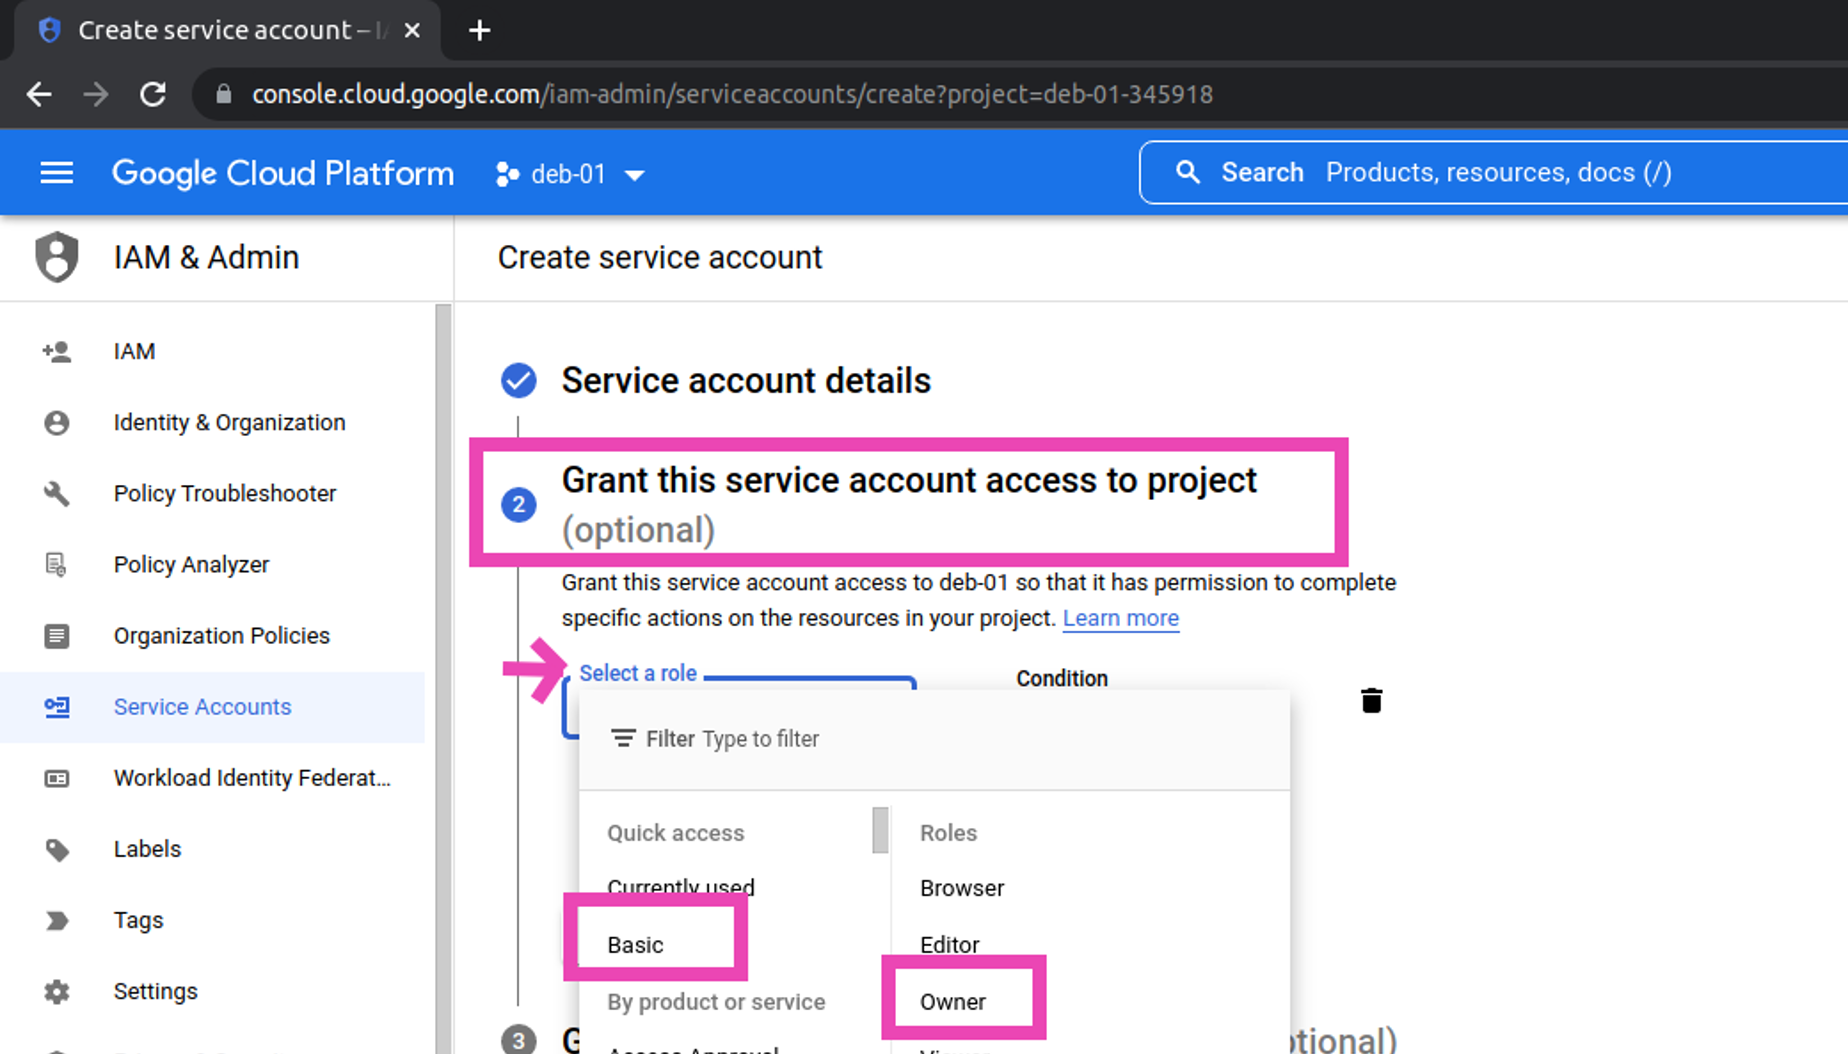 Create service account – IA
console.cloud.google.com/iam-admin/serviceaccounts/create?project=deb-01-345918
Google Cloud Platform
deb-01
Search Products, resources, docs (/)
IAM & Admin
Create service account
IAM
Identity & Organization
Policy Troubleshooter
Policy Analyzer
Organization Policies
Service Accounts
Workload Identity Federat...
Labels
Tags
Settings
Service account details
2
Grant this service account access to project
(optional)
Grant this service account access to deb-01 so that it has permission to complete
specific actions on the resources in your project. Learn more
Select a role
Condition
Filter Type to filter
Quick access
Currently used
Basic
By product or service
Access Approval
Roles
Browser
Editor
Owner
Viewer
3
G
ptional)